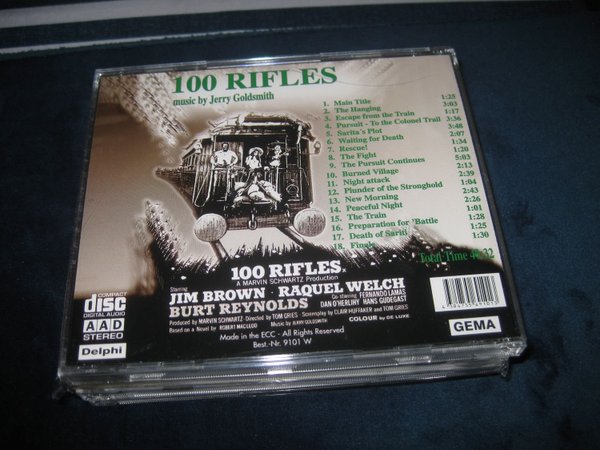 100 RIFLES
music by Jerry Goldsmith
1. Main Title 1:25
2. The Hanging 3:03
3. Escape from the Train 1:17
4. Pursuit - To the Colonel Trail 3:36
5. Sarita's Plot 3:48
6. Waiting for Death 2:07
7. Rescue! 1:34
8. The Fight 1:20
9. The Pursuit Continues 5:03
10. Burned Village 2:13
11. Night attack 2:39
12. Plunder of the Stronghold 1:04
13. New Morning 2:43
14. Peaceful Night 2:26
15. The Train 1:01
16. Preparation for 'Battle 1:28
17. Death of 1:25
18. Finale 1:30
Total Time
100 RIFLES
A MARVIN SCHWARTZ Production
Starring
JIM BROWN · RAQUEL WELCH
BURT REYNOLDS
Co starring FERNANDO LAMAS
DAN O'HERLIHY HANS GUDEGAST
Produced by MARVIN SCHWARTZ Directed by TOM GRIES Screenplay by CLAIR HUFFAKER and TOM GRIES
Based on a Novel by ROBERT MACLEOD Music by JERRY GOLDSMITH COLOUR by DE LUXE
Made in the ECC - All Rights Reserved
Best.-Nr. 9101 W
COMPACT
disc
DIGITAL AUDIO
AAD
STEREO
Delphi
GEMA